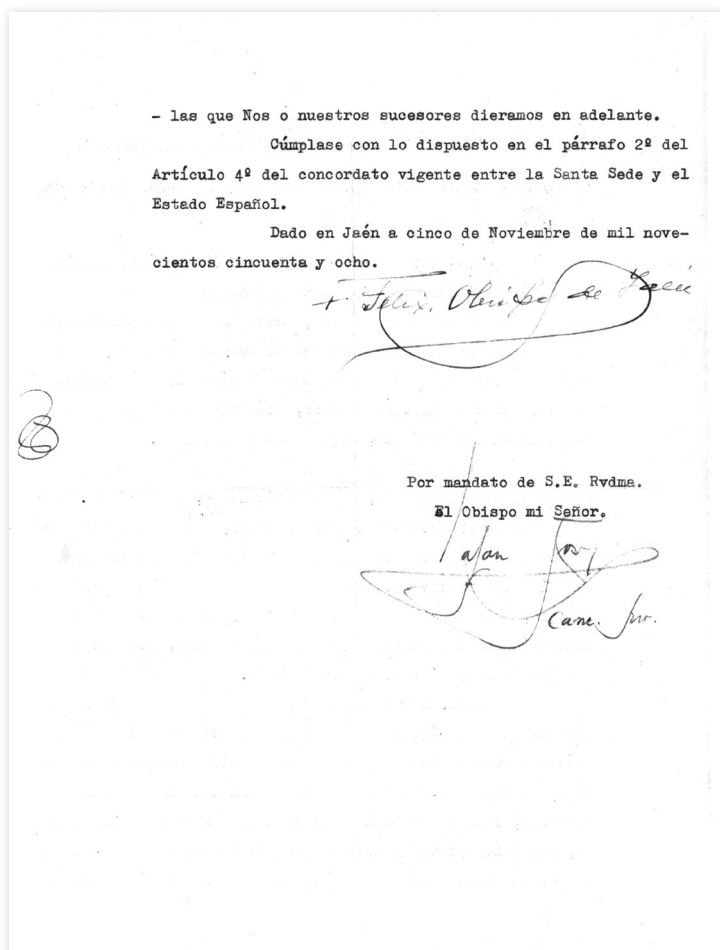 - las que Nos o nuestros sucesores dieramos en adelante.
Cúmplase con lo dispuesto en el párrafo 2º del
Artículo 4º del concordato vigente entre la Santa Sede y el
Estado Español.
Dado en Jaén a cinco de Noviembre de mil nove-
cientos cincuenta y ocho.
+ Felix, Obispo de Jaén
Por mandato de S.E. Rvdma.
El Obispo mi Señor.
Canc.